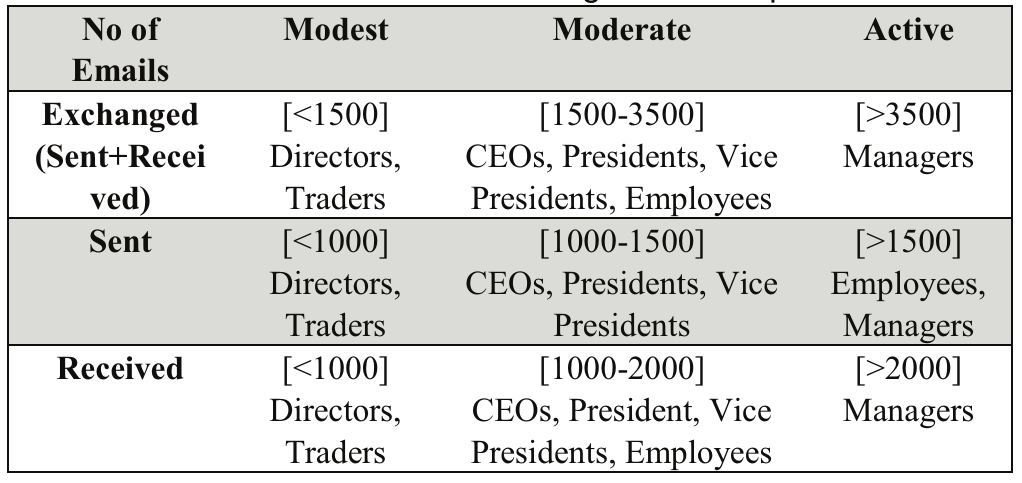 No of Emails Modest Moderate Active
Exchanged (Sent+Recei ved) [<1500] Directors, Traders [1500-3500] CEOs, Presidents, Vice Presidents, Employees [>3500] Managers
Sent [<1000] Directors, Traders [1000-1500] CEOs, Presidents, Vice Presidents [>1500] Employees, Managers
Received [<1000] Directors, Traders [1000-2000] CEOs, President, Vice Presidents, Employees [>2000] Managers